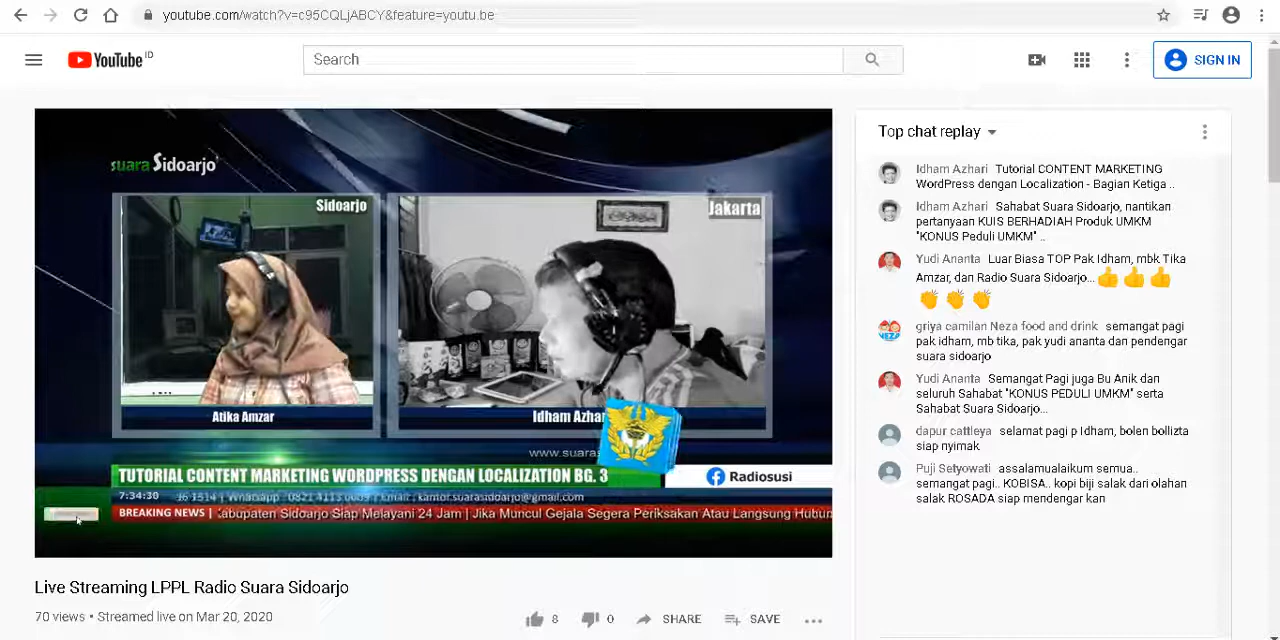 youtube.com/watch?v=c95CQLjABCY&feature=youtu.be
YouTube ID
Search
SIGN IN
suara Sidoarjo
Sidoarjo
Jakarta
Atika Amzar
Idham Azhar
www.suaras
TUTORIAL CONTENT MARKETING WORDPRESS DENGAN LOCALIZATION BG. 3
Radiosusi
7:34:30
Whatsapp : 0821 4113 0009 | Email : kantor.suarasidoarjo@gmail.com
BREAKING NEWS | Kabupaten Sidoarjo Siap Melayani 24 Jam | Jika Muncul Gejala Segera Periksakan Atau Langsung Hubun
Live Streaming LPPL Radio Suara Sidoarjo
70 views • Streamed live on Mar 20, 2020
8
0
SHARE
SAVE
Top chat replay
Idham Azhari Tutorial CONTENT MARKETING
WordPress dengan Localization - Bagian Ketiga ..
Idham Azhari Sahabat Suara Sidoarjo, nantikan
pertanyaan KUIS BERHADIAH Produk UMKM
"KONUS Peduli UMKM" ..
Yudi Ananta Luar Biasa TOP Pak Idham, mbk Tika
Amzar, dan Radio Suara Sidoarjo...👍👍👍
👏👏👏
griya camilan Neza food and drink semangat pagi
pak idham, mb tika, pak yudi ananta dan pendengar
suara sidoarjo
Yudi Ananta Semangat Pagi juga Bu Anik dan
seluruh Sahabat "KONUS PEDULI UMKM" serta
Sahabat Suara Sidoarjo...
dapur cattleya selamat pagi p Idham, bolen bollizta
siap nyimak
Puji Setyowati assalamualaikum semua..
semangat pagi.. KOBISA.. kopi biji salak dari olahan
salak ROSADA siap mendengar kan